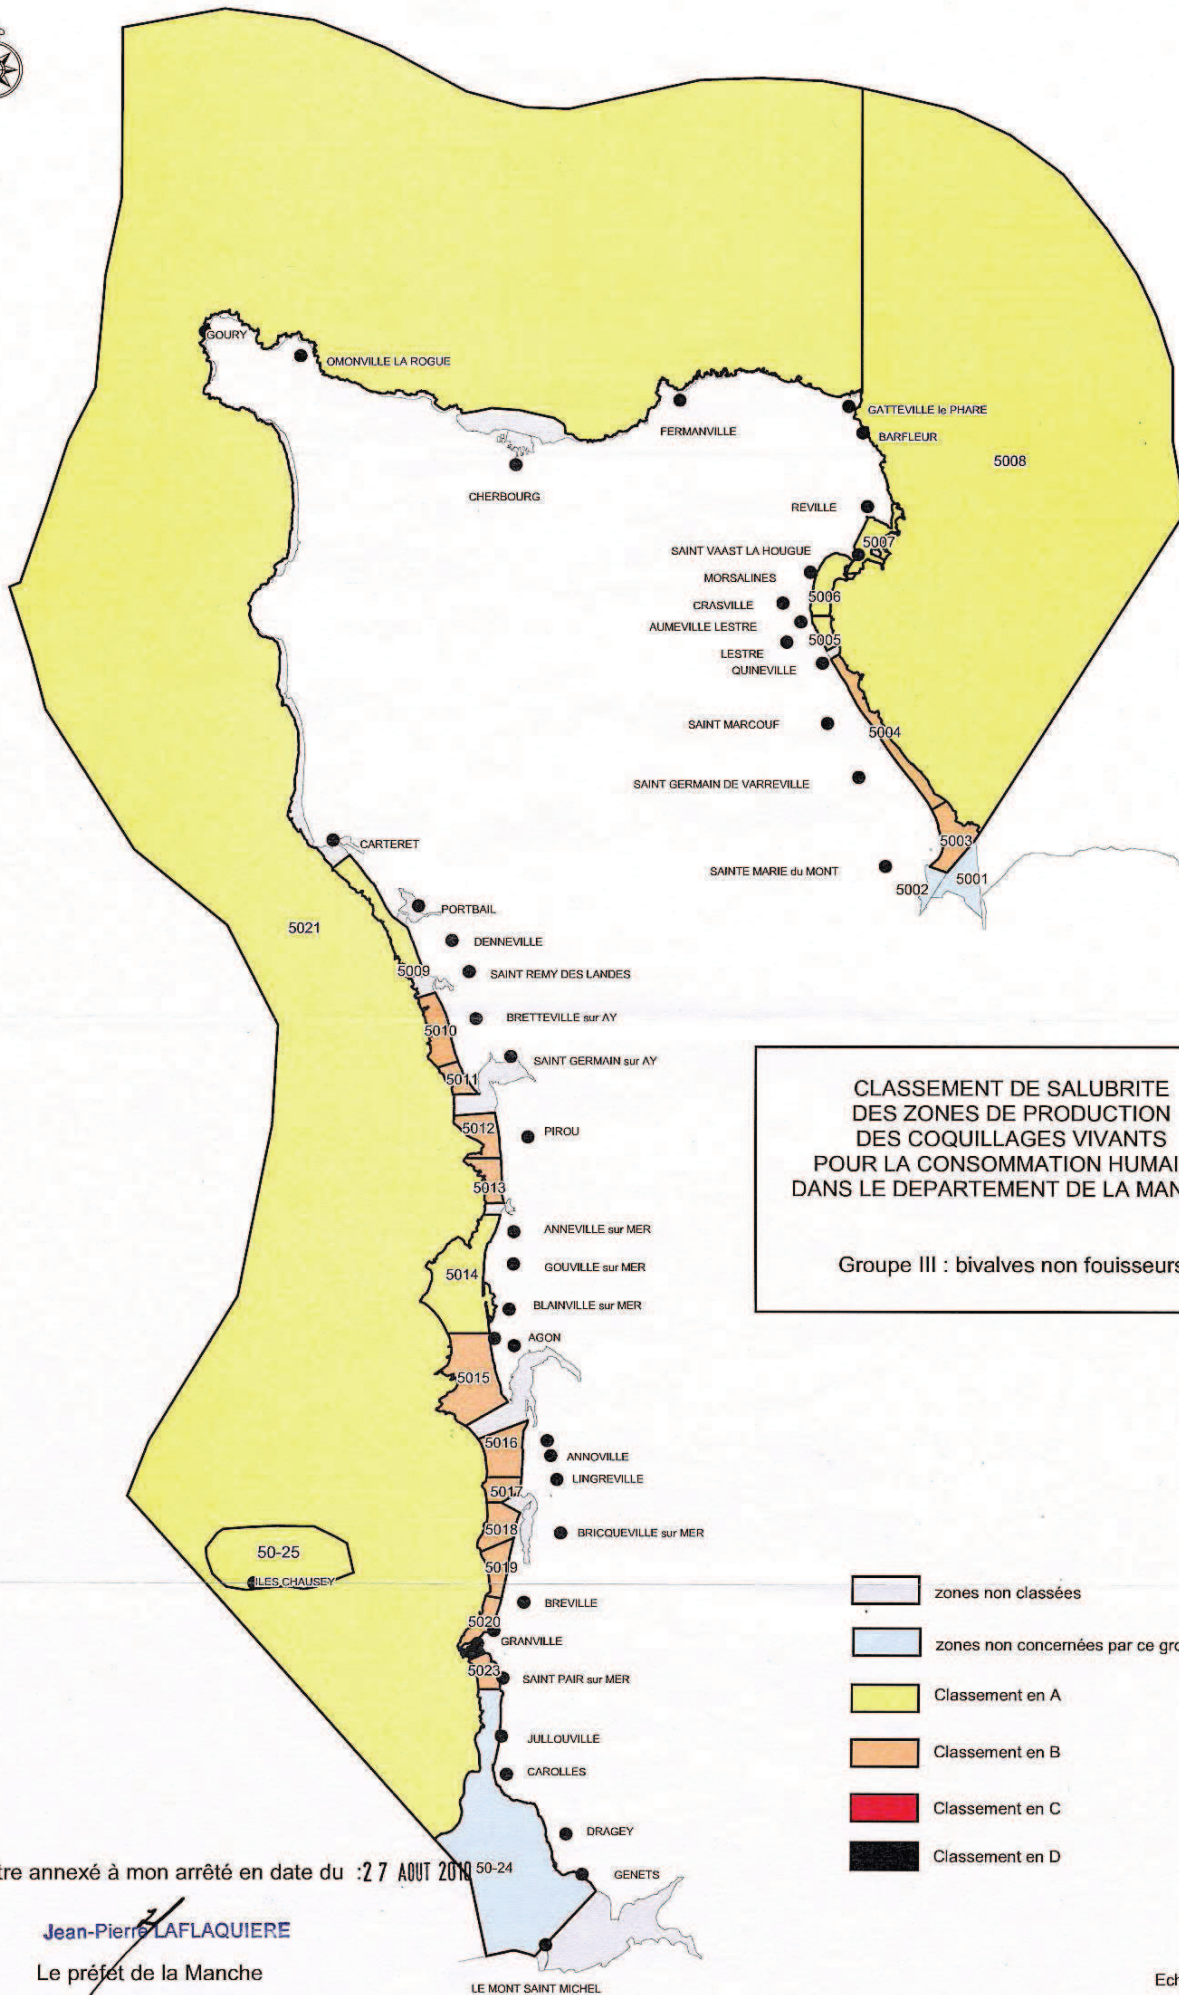 GOURY
OMONVILLE LA ROGUE
FERMANVILLE
GATTEVILLE le PHARE
BARFLEUR
5008
CHERBOURG
REVILLE
5007
SAINT VAAST LA HOUGUE
MORSALINES
5006
CRASVILLE
AUMEVILLE LESTRE
5005
LESTRE
QUINEVILLE
SAINT MARCOUF
5004
SAINT GERMAIN DE VARREVILLE
5003
CARTERET
SAINTE MARIE du MONT
5002
5001
PORTBAIL
5021
DENNEVILLE
5009
SAINT REMY DES LANDES
BRETTEVILLE sur AY
5010
SAINT GERMAIN sur AY
5011
5012
PIROU
5013
CLASSEMENT DE SALUBRITE
DES ZONES DE PRODUCTION
DES COQUILLAGES VIVANTS
POUR LA CONSOMMATION HUMAI
DANS LE DEPARTEMENT DE LA MAN
Groupe III : bivalves non fouisseurs
ANNEVILLE sur MER
GOUVILLE sur MER
5014
BLAINVILLE sur MER
AGON
5015
5016
ANNOVILLE
LINGREVILLE
5017
5018
BRICQUEVILLE sur MER
50-25
5019
ILES CHAUSEY
BREVILLE
5020
GRANVILLE
5023
SAINT PAIR sur MER
JULLOUVILLE
CAROLLES
DRAGEY
GENETS
50-24
LE MONT SAINT MICHEL
zones non classées
zones non concernées par ce gro
Classement en A
Classement en B
Classement en C
Classement en D
tre annexé à mon arrêté en date du :27 AOUT 2010
Jean-Pierre LAFLAQUIERE
Le préfet de la Manche
Ech